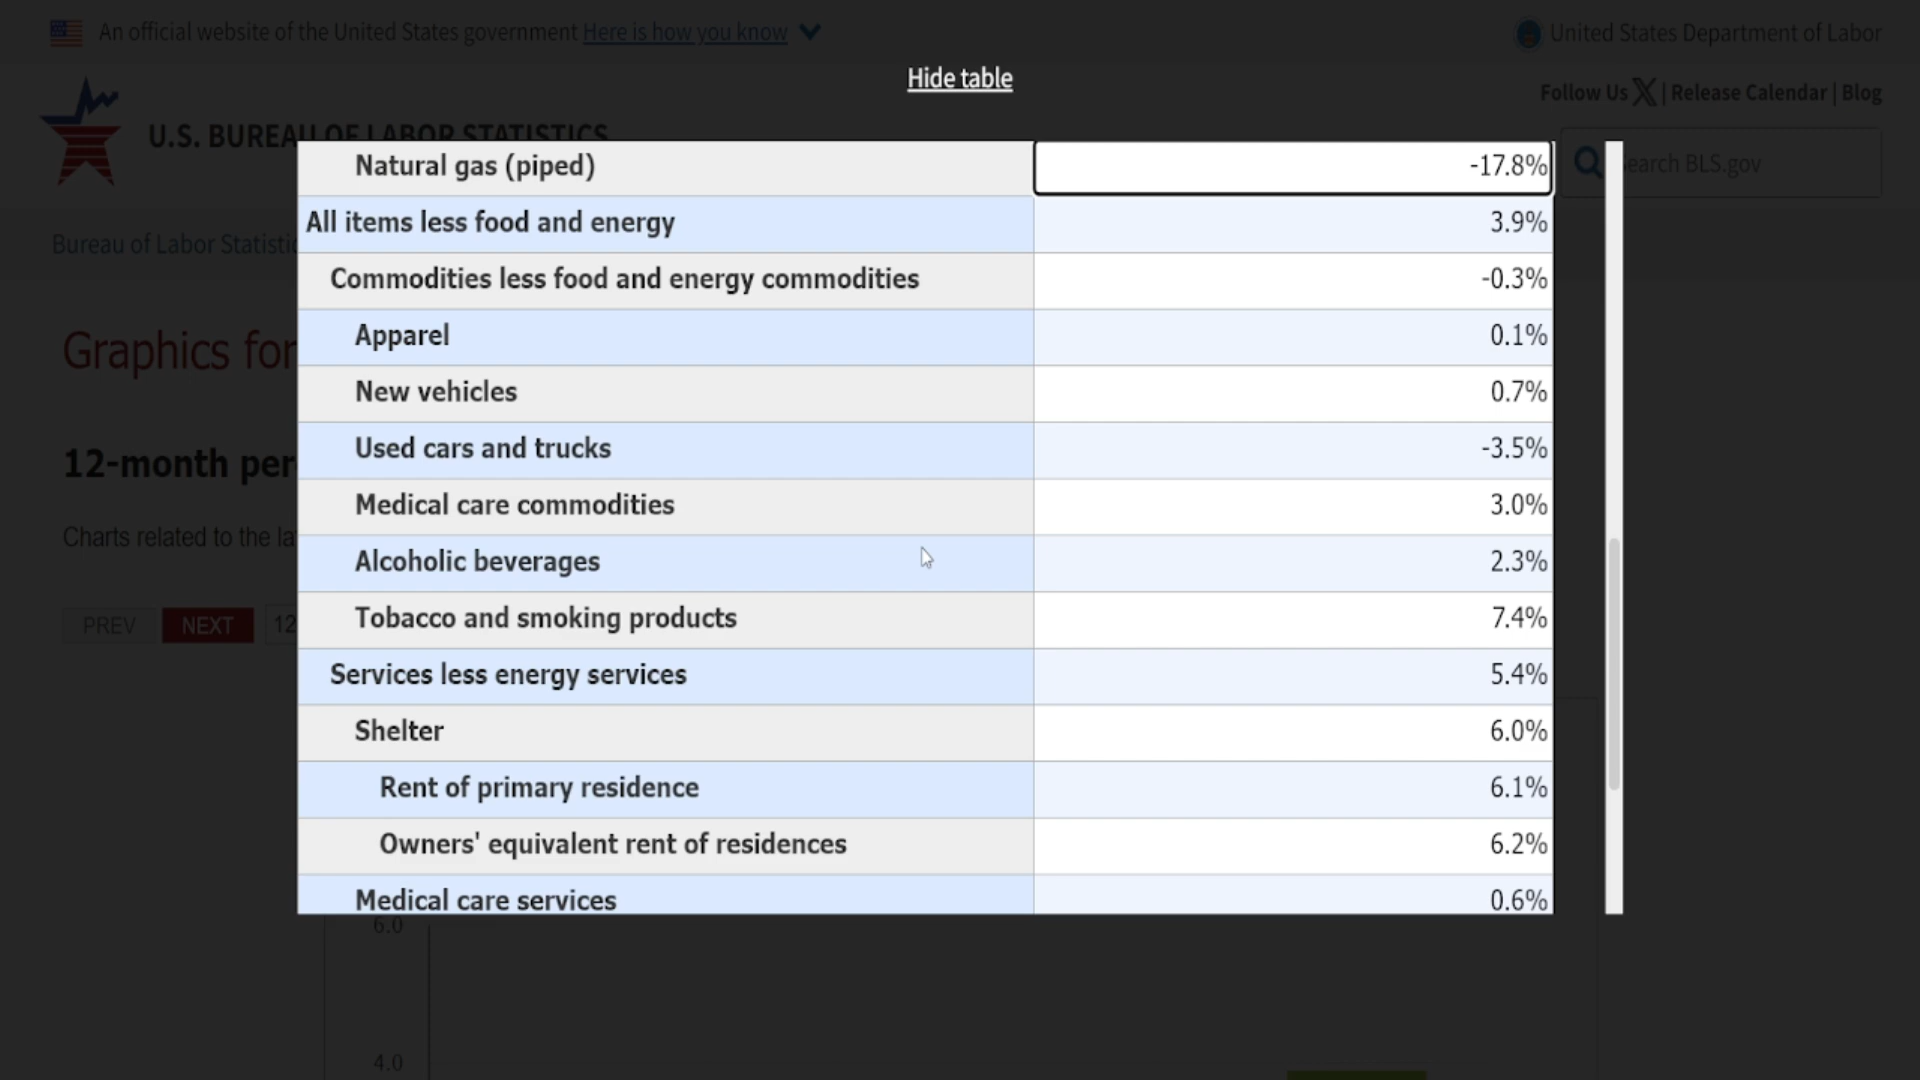 An official website of the United States government Here is how you know
United States Department of Labor
Hide table
Follow Us X | Release Calendar | Blog
U.S. BUREAU OF LABOR STATISTICS
Search BLS.gov
Natural gas (piped) -17.8%
All items less food and energy 3.9%
Bureau of Labor
Commodities less food and energy commodities -0.3%
Apparel 0.1%
Graphics for
New vehicles 0.7%
Used cars and trucks -3.5%
12-month
Medical care commodities 3.0%
Charts related to the
Alcoholic beverages 2.3%
Tobacco and smoking products 7.4%
PREV NEXT 12
Services less energy services 5.4%
Shelter 6.0%
Rent of primary residence 6.1%
Owners' equivalent rent of residences 6.2%
Medical care services 0.6%
6.0
4.0